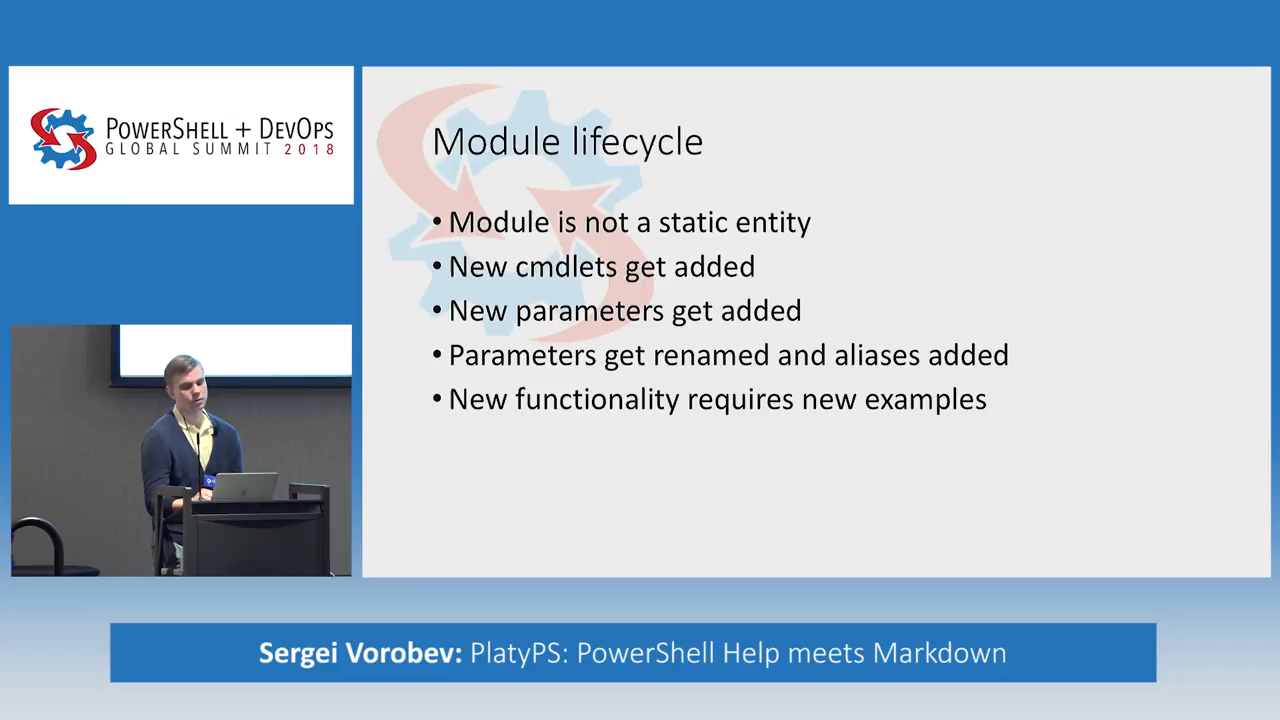 POWERSHELL + DEVOPS
GLOBAL SUMMIT 2018
Module lifecycle
• Module is not a static entity
• New cmdlets get added
• New parameters get added
• Parameters get renamed and aliases added
• New functionality requires new examples
Sergei Vorobev: PlatyPS: PowerShell Help meets Markdown